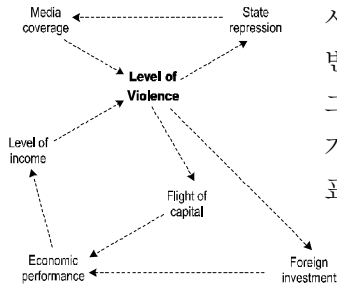 Media
coverage
State
repression
Level of
Violence
Level of
income
Flight of
capital
Economic
performance
Foreign
investment